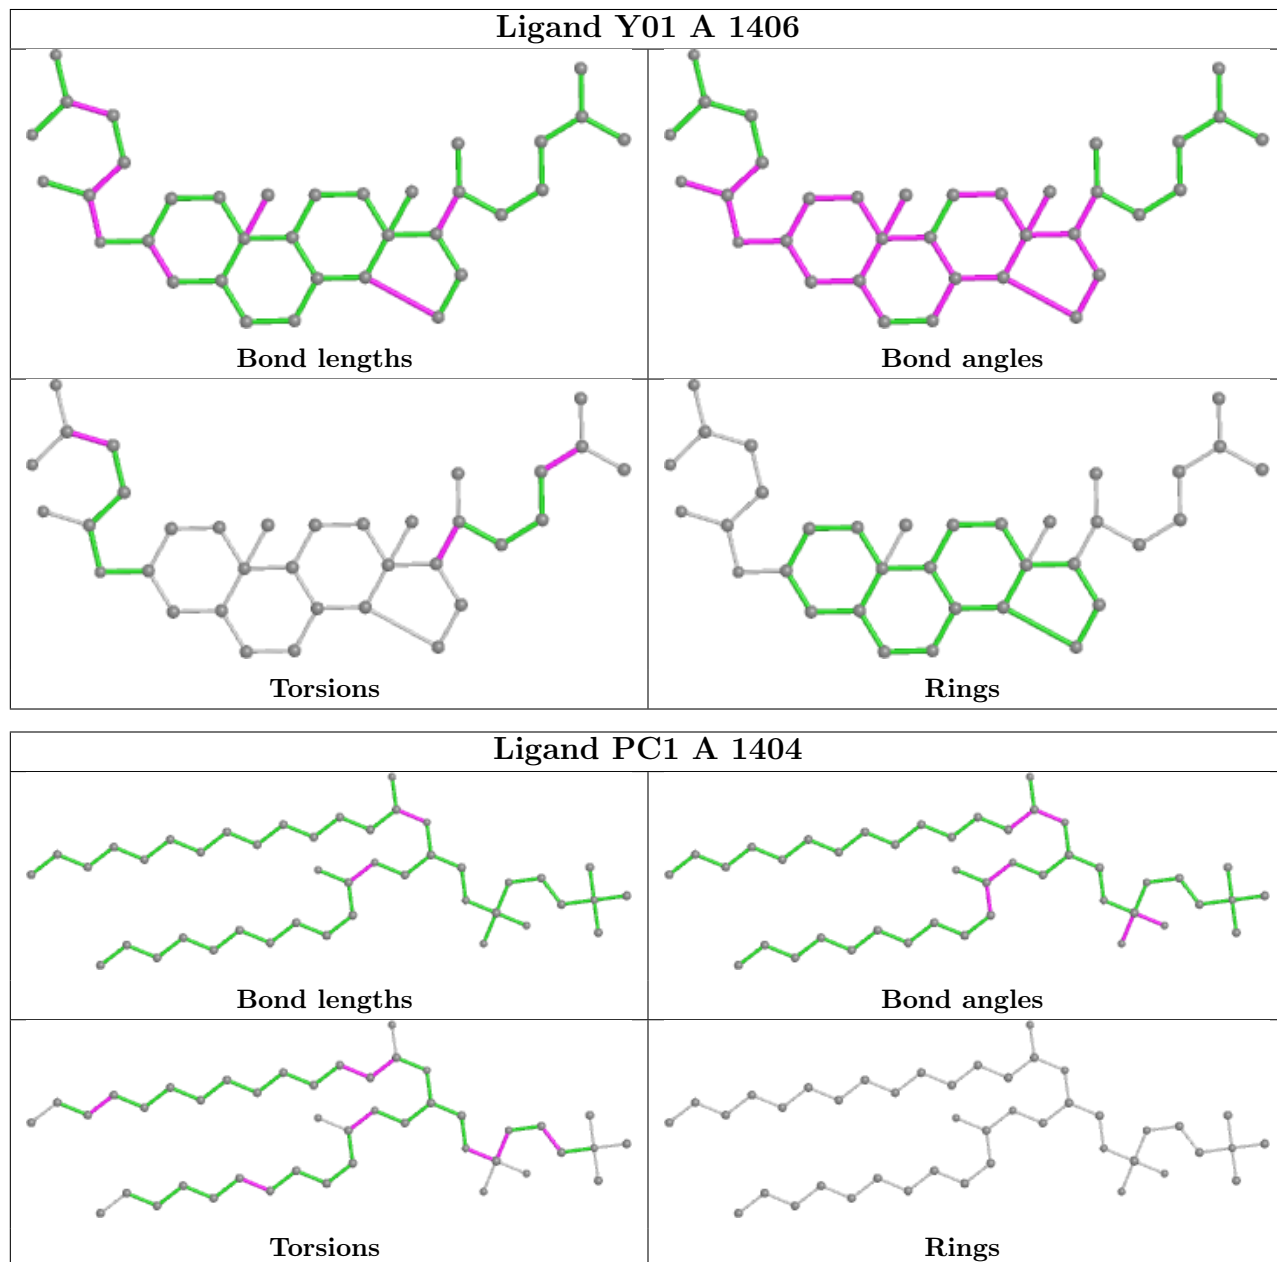 Ligand Y01 A 1406
Bond lengths
Bond angles
Torsions
Rings
Ligand PC1 A 1404
Bond lengths
Bond angles
Torsions
Rings